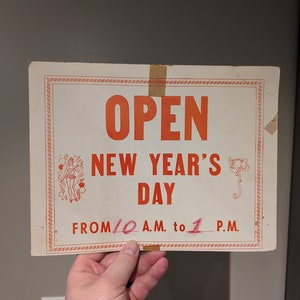 OPEN
NEW YEAR'S
DAY
FROM 10 A.M. to 1 P.M.